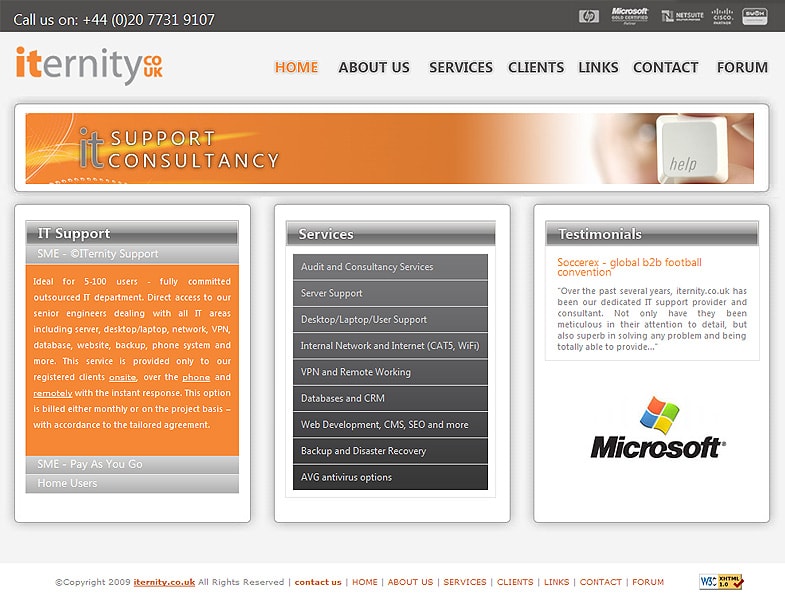 Call us on: +44 (0)20 7731 9107
hp Microsoft GOLD CERTIFIED Partner NETSUITE CISCO PARTNER
iternity CO UK
HOME ABOUT US SERVICES CLIENTS LINKS CONTACT FORUM
it SUPPORT
CONSULTANCY
help
IT Support
SME - ©ITernity Support
Ideal for 5-100 users - fully committed
outsourced IT department. Direct access to our
senior engineers dealing with all IT areas
including server, desktop/laptop, network, VPN,
database, website, backup, phone system and
more. This service is provided only to our
registered clients onsite, over the phone and
remotely with the instant response. This option
is billed either monthly or on the project basis –
with accordance to the tailored agreement.
SME - Pay As You Go
Home Users
Services
Audit and Consultancy Services
Server Support
Desktop/Laptop/User Support
Internal Network and Internet (CAT5, WiFi)
VPN and Remote Working
Databases and CRM
Web Development, CMS, SEO and more
Backup and Disaster Recovery
AVG antivirus options
Testimonials
Soccerex - global b2b football
convention
"Over the past several years, iternity.co.uk has
been our dedicated IT support provider and
consultant. Not only have they been
meticulous in their attention to detail, but
also superb in solving any problem and being
totally able to provide..."
Microsoft®
©Copyright 2009 iternity.co.uk All Rights Reserved | contact us | HOME | ABOUT US | SERVICES | CLIENTS | LINKS | CONTACT | FORUM
W3C XHTML 1.0